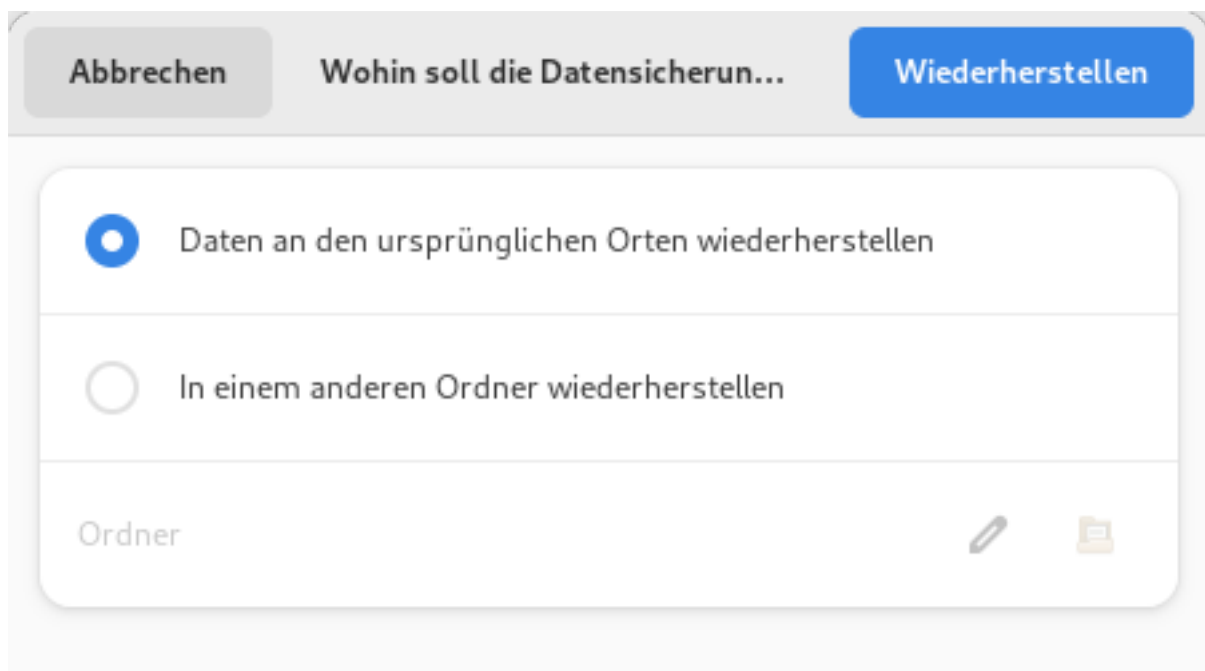 Abbrechen Wohin soll die Datensicherun... Wiederherstellen
Daten an den ursprünglichen Orten wiederherstellen
In einem anderen Ordner wiederherstellen
Ordner